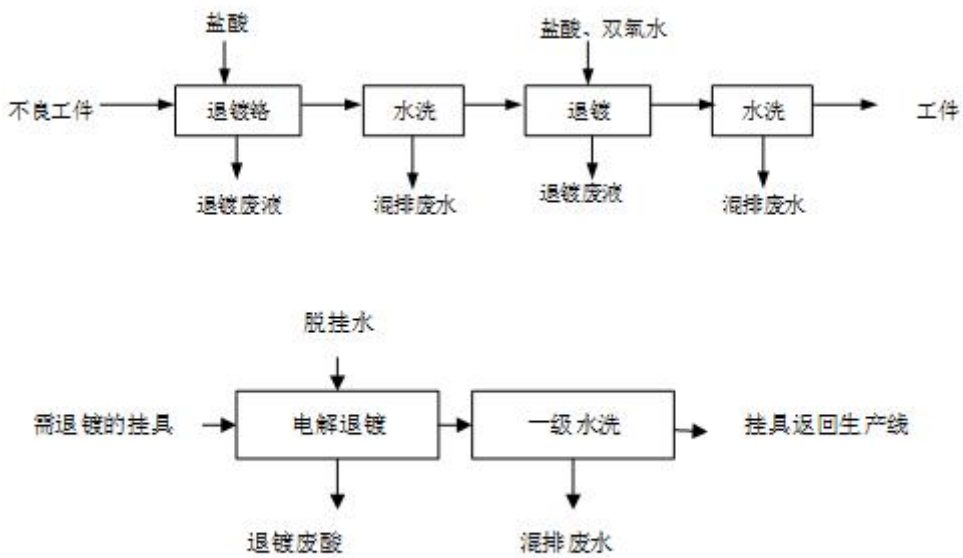 盐酸
盐酸、双氧水
不良工件
退镀铬
水洗
退镀
水洗
工件
退镀废液
混排废水
退镀废液
混排废水
脱挂水
需退镀的挂具
电解退镀
一级水洗
挂具返回生产线
退镀废酸
混排废水